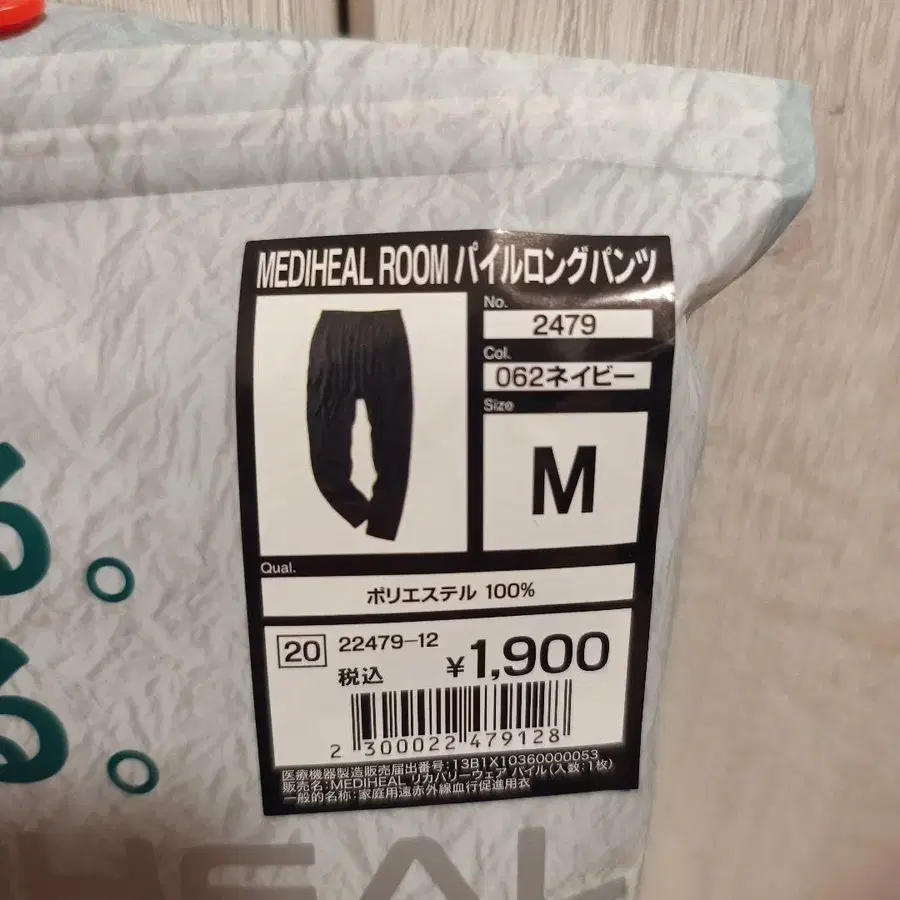 MEDIHEAL ROOM パイルロングパンツ
No.
2479
Col.
062ネイビー
Size
M
Qual.
ポリエステル 100%
20 22479-12
税込 ¥1,900
2 300022 479128
医療機器製造販売届出番号:13B1X10360000053
販売名:MEDIHEAL リカバリーウェア パイル(入数:1枚)
一般的名称:家庭用遠赤外線血行促進用衣
る。
る。
HEAL